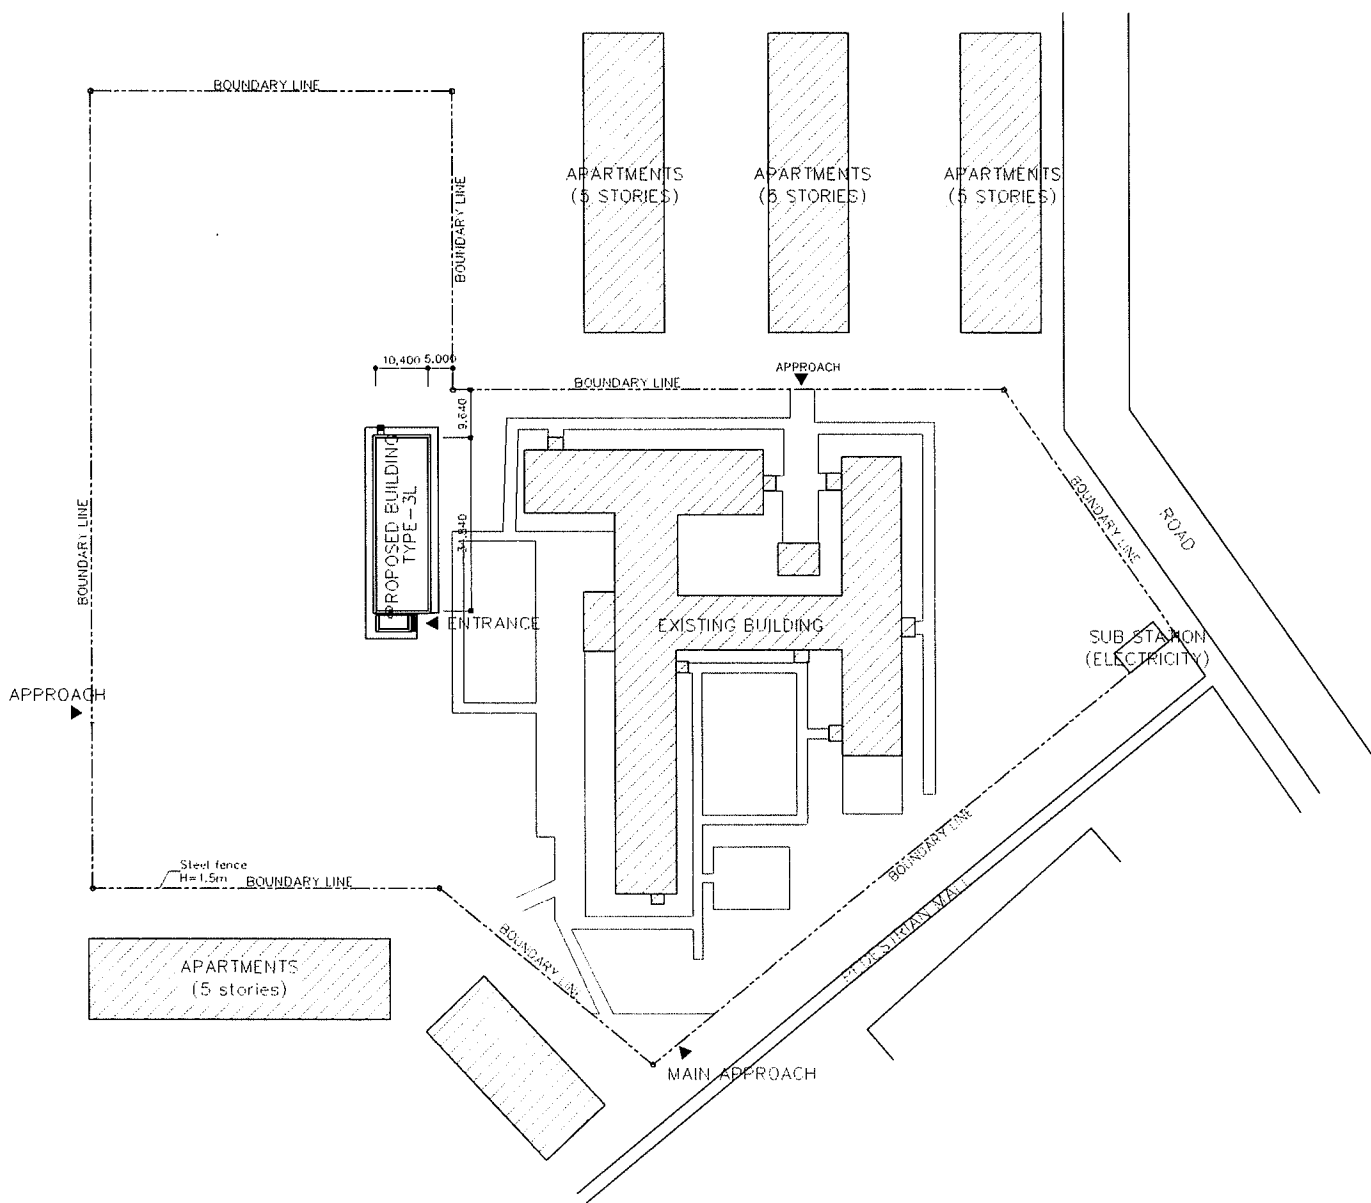 BOUNDARY LINE
BOUNDARY LINE
APARTMENTS
(5 STORIES)
APARTMENTS
(5 STORIES)
APARTMENTS
(5 STORIES)
10,400 5,000
9,640
BOUNDARY LINE
APPROACH
PROPOSED BUILDING
TYPE-3L
BOUNDARY LINE
BOUNDARY LINE
ROAD
ENTRANCE
EXISTING BUILDING
SUB STATION
(ELECTRICITY)
APPROACH
Steel fence
H=1.5m
BOUNDARY LINE
BOUNDARY LINE
BOUNDARY LINE
PEDESTRIAN MALL
APARTMENTS
(5 stories)
MAIN APPROACH